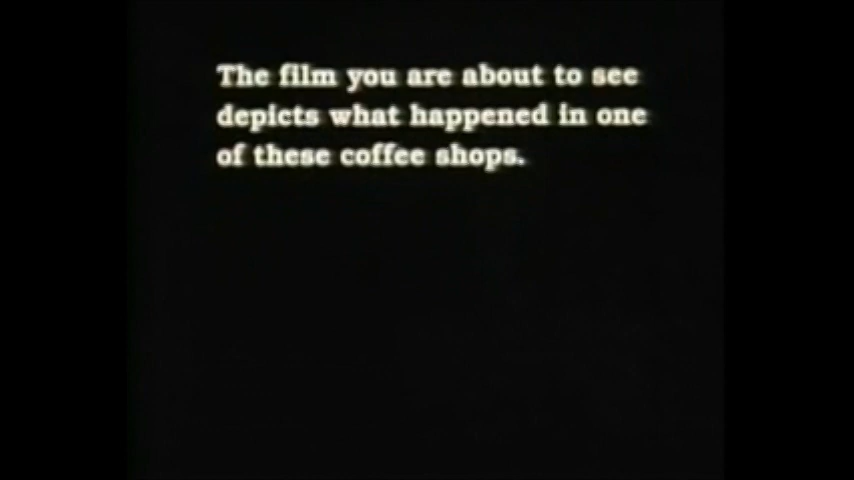 The film you are about to see
depicts what happened in one
of these coffee shops.